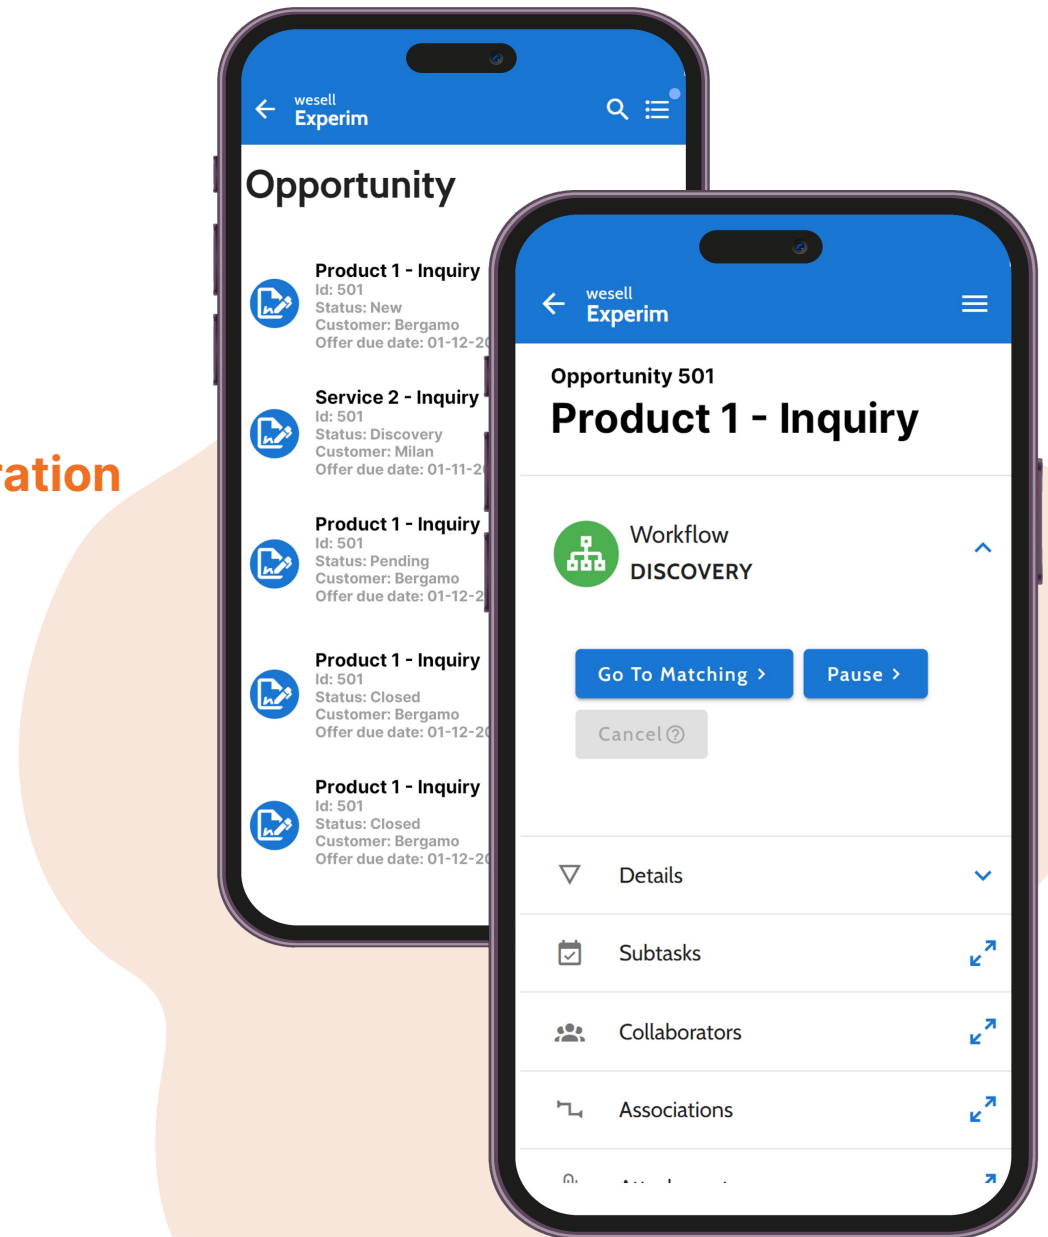 ration
wesell
Experim
Opportunity
Product 1 - Inquiry
Id: 501
Status: New
Customer: Bergamo
Offer due date: 01-12-20
Service 2 - Inquiry
Id: 501
Status: Discovery
Customer: Milan
Offer due date: 01-11-2
Product 1 - Inquiry
Id: 501
Status: Pending
Customer: Bergamo
Offer due date: 01-12-2
Product 1 - Inquiry
Id: 501
Status: Closed
Customer: Bergamo
Offer due date: 01-12-20
Product 1 - Inquiry
Id: 501
Status: Closed
Customer: Bergamo
Offer due date: 01-12-20
wesell
Experim
Opportunity 501
Product 1 - Inquiry
Workflow
DISCOVERY
Go To Matching >
Pause >
Cancel
Details
Subtasks
Collaborators
Associations